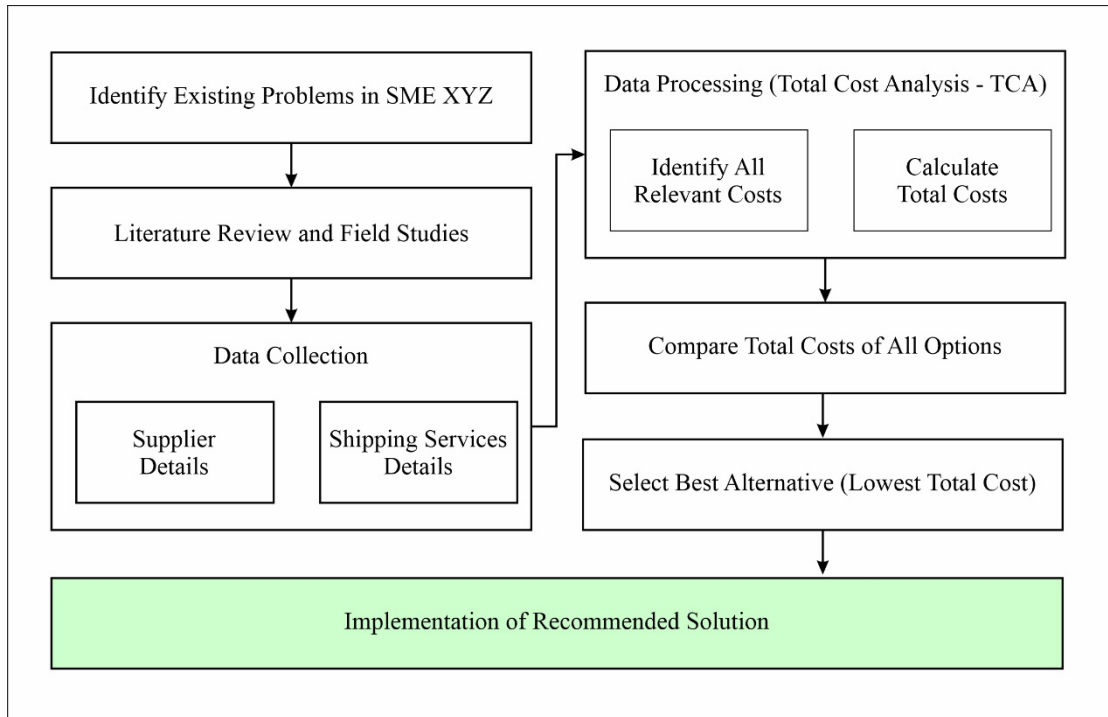 Identify Existing Problems in SME XYZ
Literature Review and Field Studies
Data Collection
Supplier
Details
Shipping Services
Details
Data Processing (Total Cost Analysis - TCA)
Identify All
Relevant Costs
Calculate
Total Costs
Compare Total Costs of All Options
Select Best Alternative (Lowest Total Cost)
Implementation of Recommended Solution